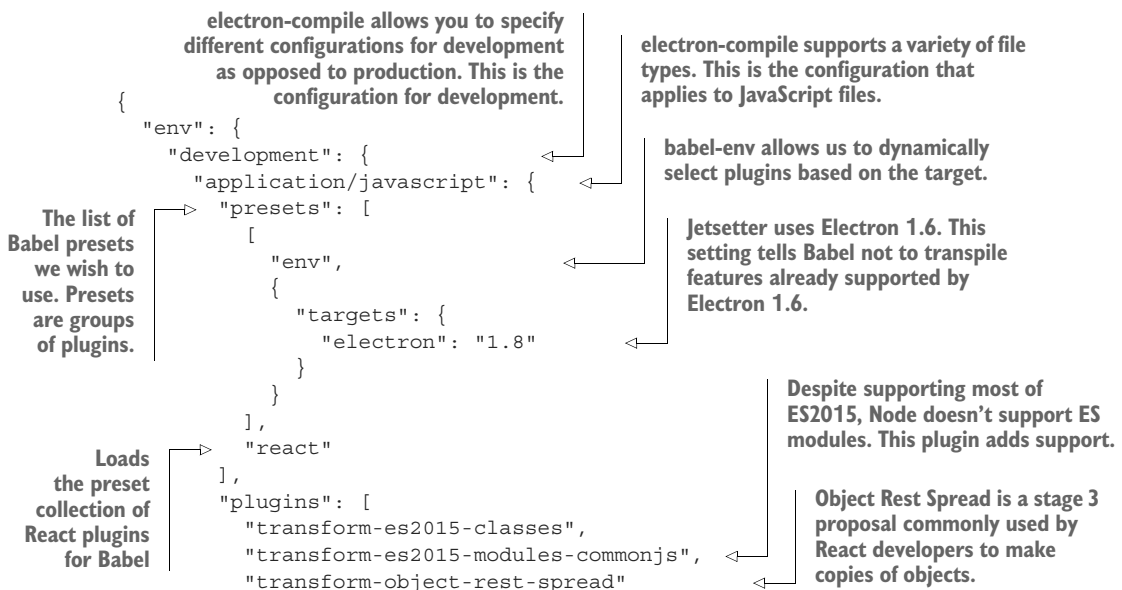 electron-compile allows you to specify
different configurations for development
as opposed to production. This is the
configuration for development.
electron-compile supports a variety of file
types. This is the configuration that
applies to JavaScript files.
{
"env": {
"development": {
babel-env allows us to dynamically
select plugins based on the target.
"application/javascript": {
The list of
Babel presets
we wish to
use. Presets
are groups
of plugins.
"presets": [
[
"env",
{
"targets": {
"electron": "1.8"
}
}
],
Jetsetter uses Electron 1.6. This
setting tells Babel not to transpile
features already supported by
Electron 1.6.
Loads
the preset
collection of
React plugins
for Babel
"react"
],
"plugins": [
"transform-es2015-classes",
"transform-es2015-modules-commonjs",
"transform-object-rest-spread"
Despite supporting most of
ES2015, Node doesn't support ES
modules. This plugin adds support.
Object Rest Spread is a stage 3
proposal commonly used by
React developers to make
copies of objects.